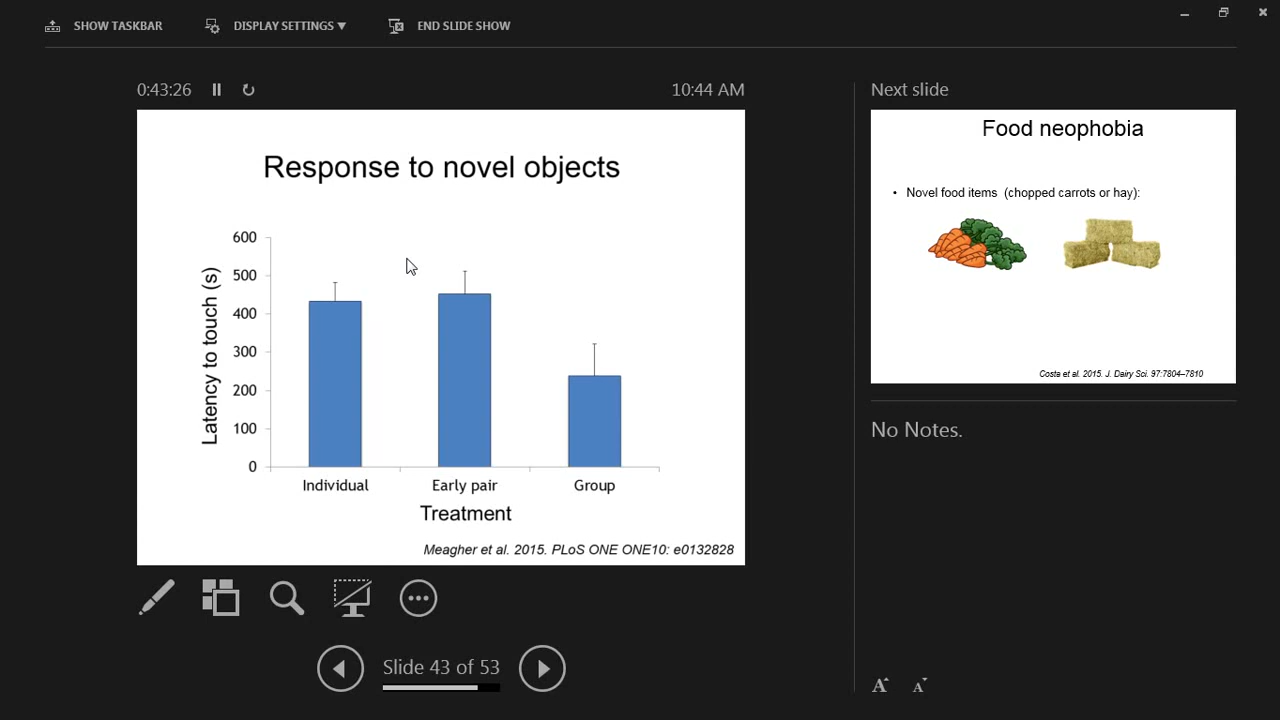 SHOW TASKBAR
DISPLAY SETTINGS ▼
END SLIDE SHOW
0:43:26
10:44 AM
Response to novel objects
Latency to touch (s)
600
500
400
300
200
100
0
Individual
Early pair
Group
Treatment
Meagher et al. 2015. PLoS ONE ONE10: e0132828
Slide 43 of 53
Next slide
Food neophobia
• Novel food items (chopped carrots or hay):
Costa et al. 2015. J. Dairy Sci. 97:7804–7810
No Notes.
A A